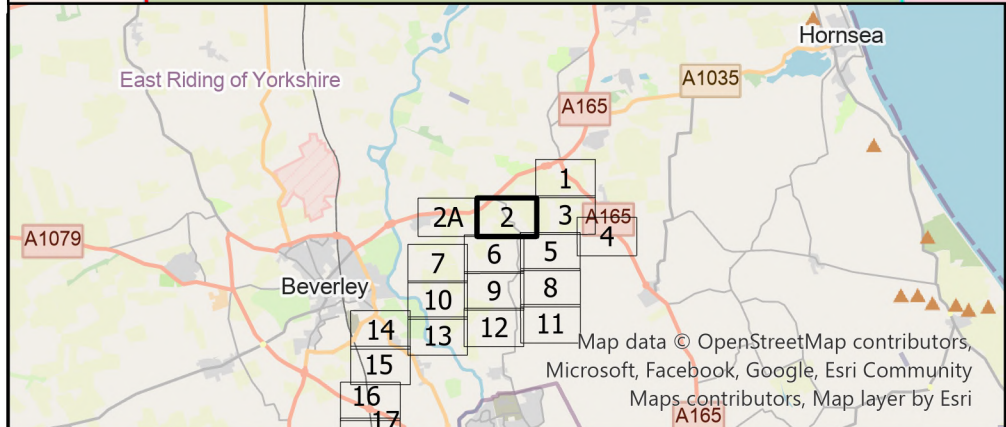 Hornsea
East Riding of Yorkshire
A1035
A165
1
2A
2
3
A165
4
A1079
6
5
7
Beverley
9
8
10
14
13
12
11
Map data © OpenStreetMap contributors,
15
Microsoft, Facebook, Google, Esri Community
16
Maps contributors, Map layer by Esri
17
A165